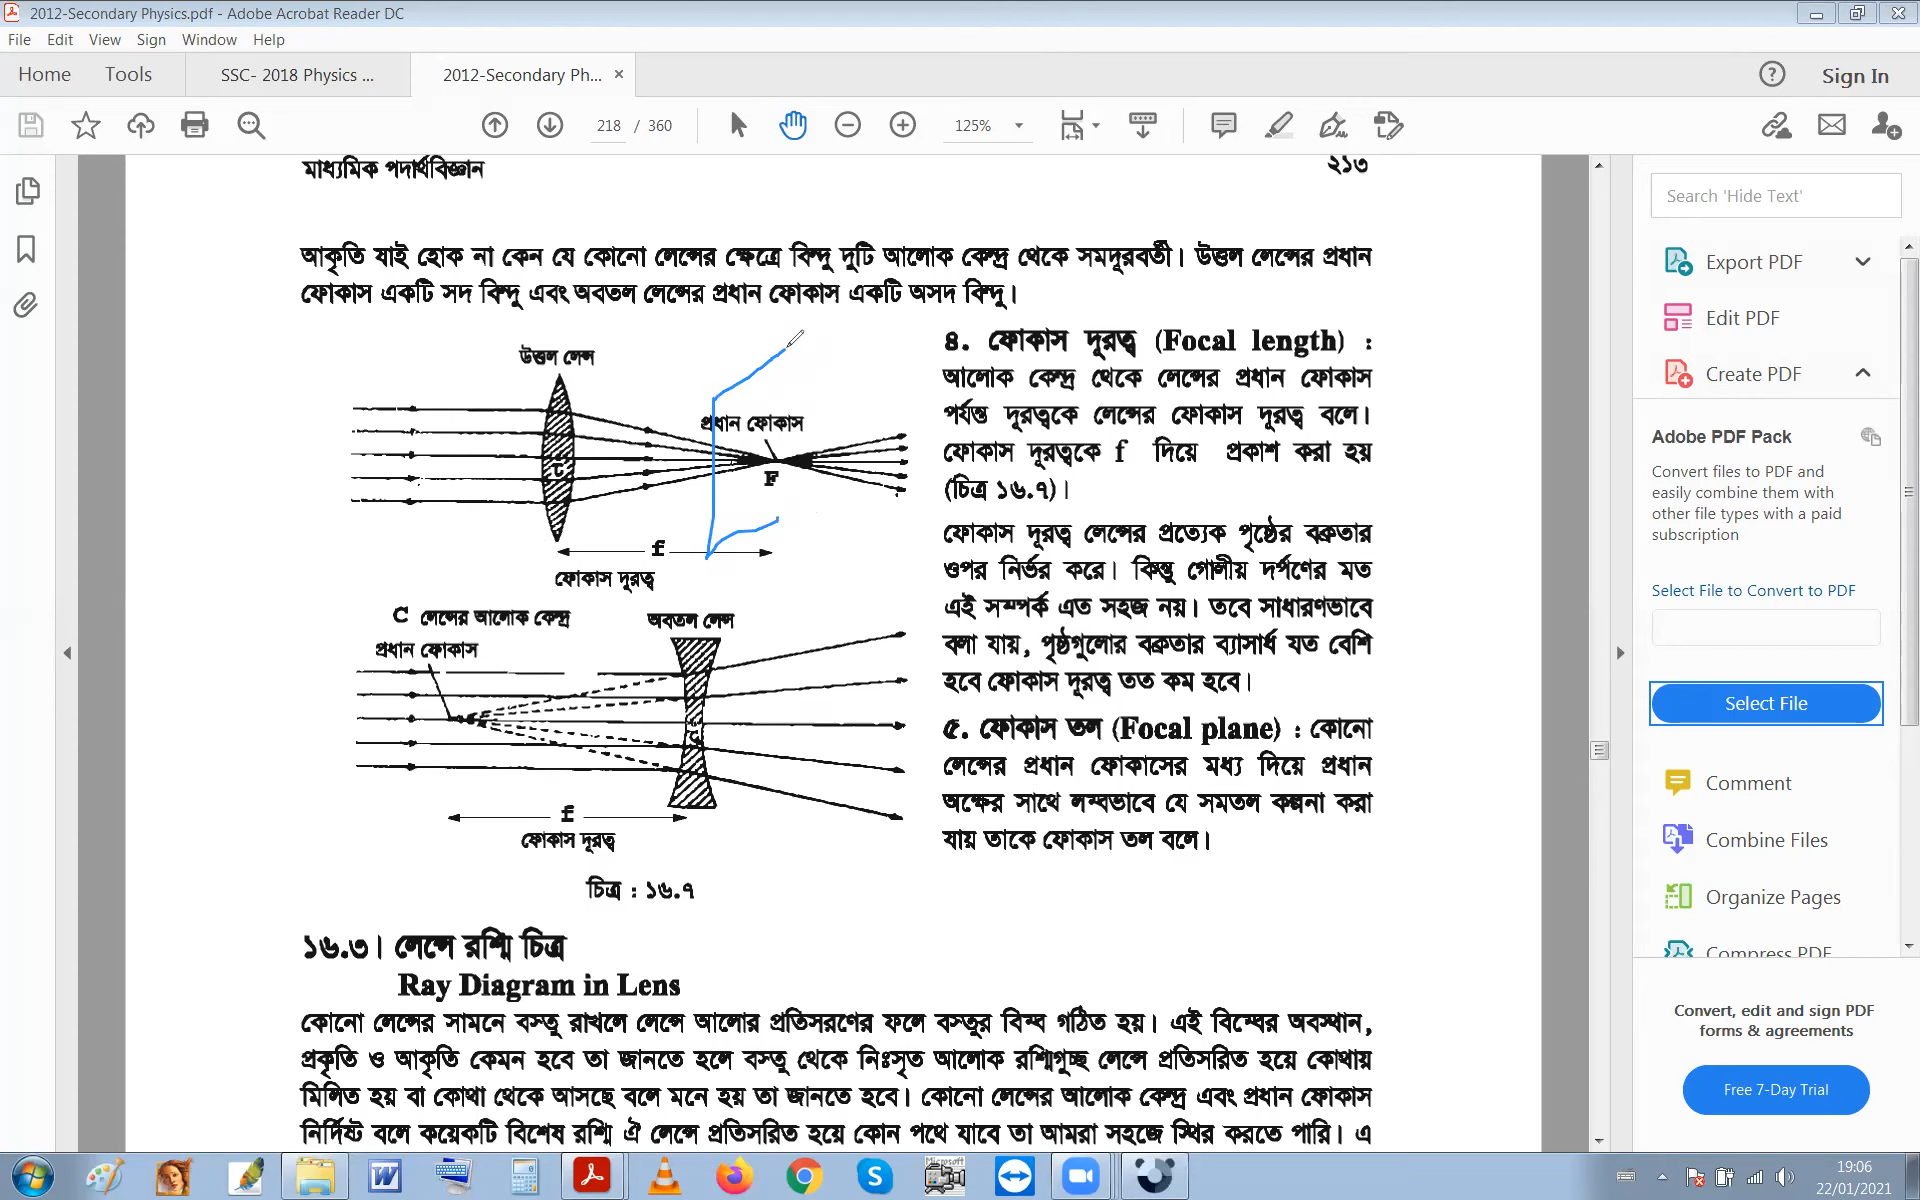 2012-Secondary Physics.pdf - Adobe Acrobat Reader DC
File Edit View Sign Window Help
Home Tools SSC- 2018 Physics ... 2012-Secondary Ph... × Sign In
218 / 360 125%
মাধ্যমিক পদার্থবিজ্ঞান ২১৩
আকৃতি যাই হোক না কেন যে কোনো লেন্সের ক্ষেত্রে বিন্দু দুটি আলোক কেন্দ্র থেকে সমদূরবর্তী। উত্তল লেন্সের প্রধান
ফোকাস একটি সদ বিন্দু এবং অবতল লেন্সের প্রধান ফোকাস একটি অসদ বিন্দু।
উত্তল লেন্স
প্রধান ফোকাস
C
F
f
ফোকাস দূরত্ব
C লেন্সের আলোক কেন্দ্র
অবতল লেন্স
প্রধান ফোকাস
f
ফোকাস দূরত্ব
চিত্র : ১৬.৭
৪. ফোকাস দূরত্ব (Focal length) :
আলোক কেন্দ্র থেকে লেন্সের প্রধান ফোকাস
পর্যন্ত দূরত্বকে লেন্সের ফোকাস দূরত্ব বলে।
ফোকাস দূরত্বকে f দিয়ে প্রকাশ করা হয়
(চিত্র ১৬.৭)।
ফোকাস দূরত্ব লেন্সের প্রত্যেক পৃষ্ঠের বক্রতার
ওপর নির্ভর করে। কিন্তু গোলীয় দর্পণের মত
এই সম্পর্ক এত সহজ নয়। তবে সাধারণভাবে
বলা যায়, পৃষ্ঠগুলোর বক্রতার ব্যাসার্ধ যত বেশি
হবে ফোকাস দূরত্ব তত কম হবে।
৫. ফোকাস তল (Focal plane) : কোনো
লেন্সের প্রধান ফোকাসের মধ্য দিয়ে প্রধান
অক্ষের সাথে লম্বভাবে যে সমতল কল্পনা করা
যায় তাকে ফোকাস তল বলে।
১৬.৩। লেন্সে রশ্মি চিত্র
Ray Diagram in Lens
কোনো লেন্সের সামনে বস্তু রাখলে লেন্সে আলোর প্রতিসরণের ফলে বস্তুর বিম্ব গঠিত হয়। এই বিম্বের অবস্থান,
প্রকৃতি ও আকৃতি কেমন হবে তা জানতে হলে বস্তু থেকে নিঃসৃত আলোক রশ্মিগুচ্ছ লেন্সে প্রতিসরিত হয়ে কোথায়
মিলিত হয় বা কোথা থেকে আসছে বলে মনে হয় তা জানতে হবে। কোনো লেন্সের আলোক কেন্দ্র এবং প্রধান ফোকাস
নির্দিষ্ট বলে কয়েকটি বিশেষ রশ্মি ঐ লেন্সে প্রতিসরিত হয়ে কোন পথে যাবে তা আমরা সহজে স্থির করতে পারি। এ
Search 'Hide Text'
Export PDF
Edit PDF
Create PDF
Adobe PDF Pack
Convert files to PDF and
easily combine them with
other file types with a paid
subscription
Select File to Convert to PDF
Select File
Comment
Combine Files
Organize Pages
Compress PDF
Convert, edit and sign PDF
forms & agreements
Free 7-Day Trial
19:06
22/01/2021